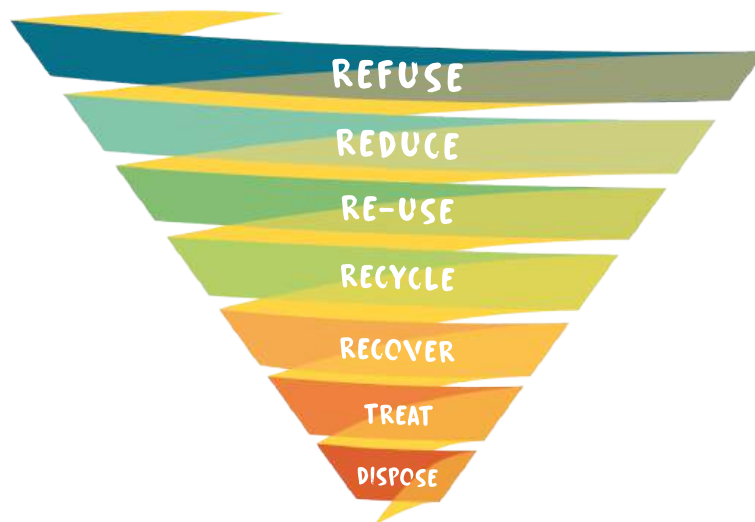 REFUSE
REDUCE
RE-USE
RECYCLE
RECOVER
TREAT
DISPOSE